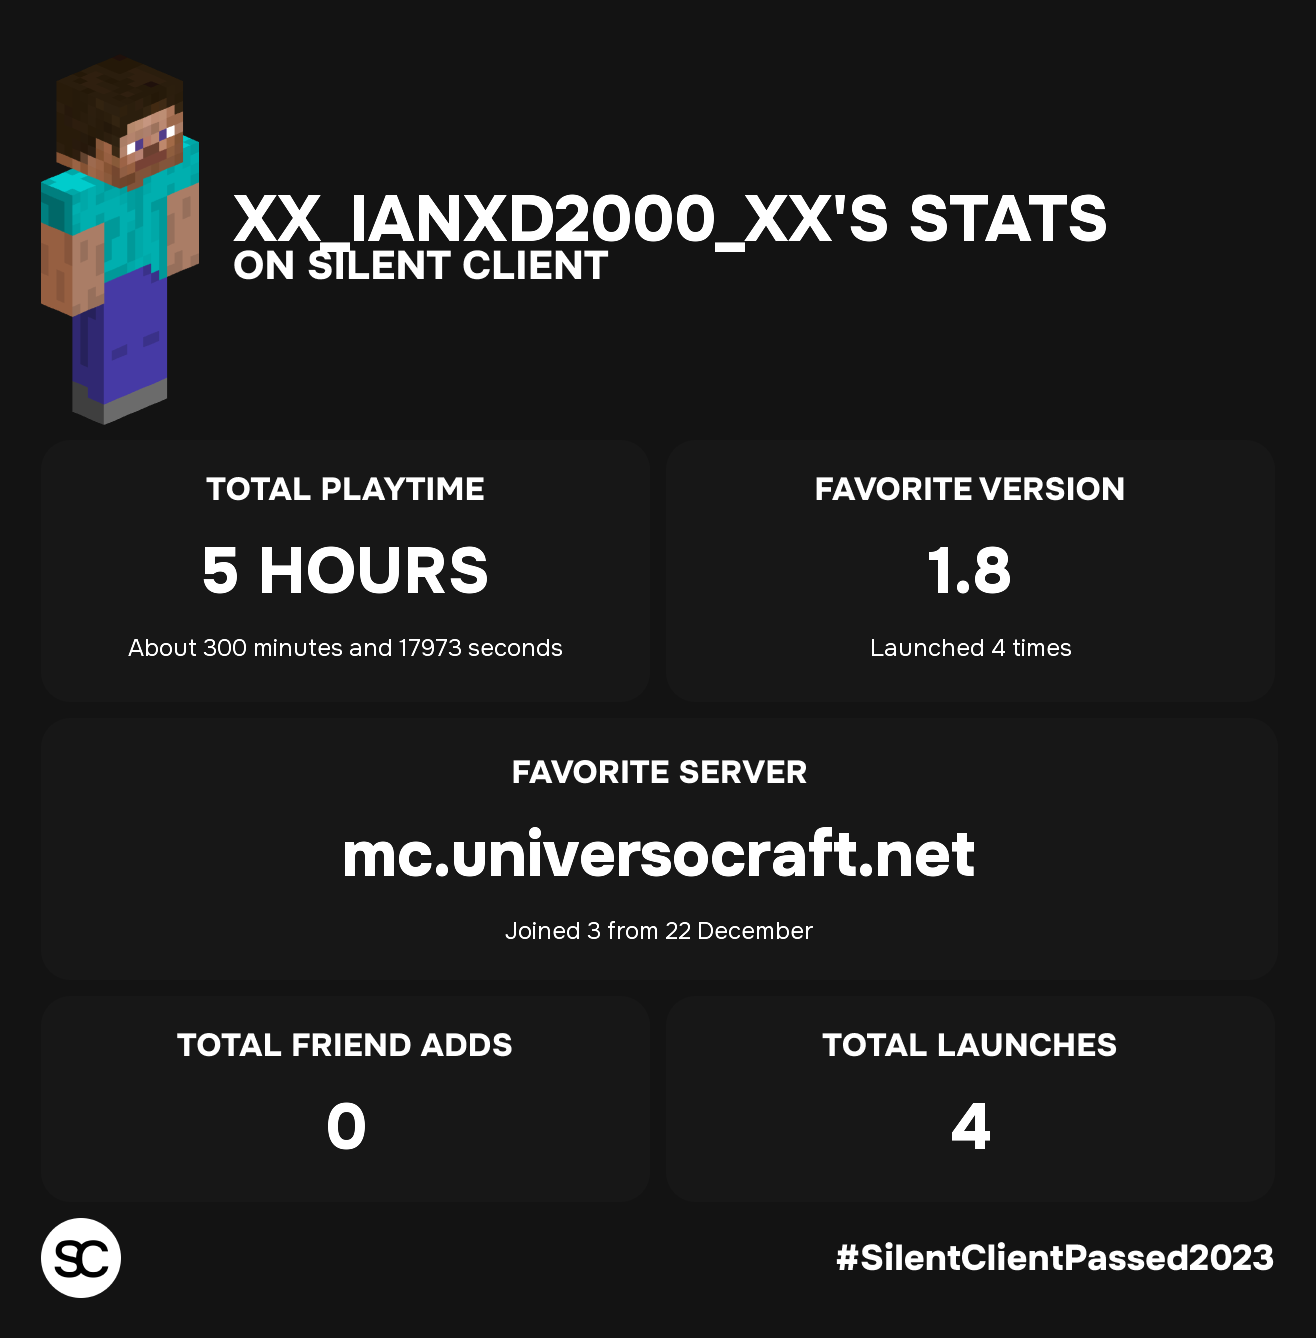 XX_IANXD2000_XX'S STATS
ON SILENT CLIENT
TOTAL PLAYTIME
5 HOURS
About 300 minutes and 17973 seconds
FAVORITE VERSION
1.8
Launched 4 times
FAVORITE SERVER
mc.universocraft.net
Joined 3 from 22 December
TOTAL FRIEND ADDS
0
TOTAL LAUNCHES
4
SC
#SilentClientPassed2023